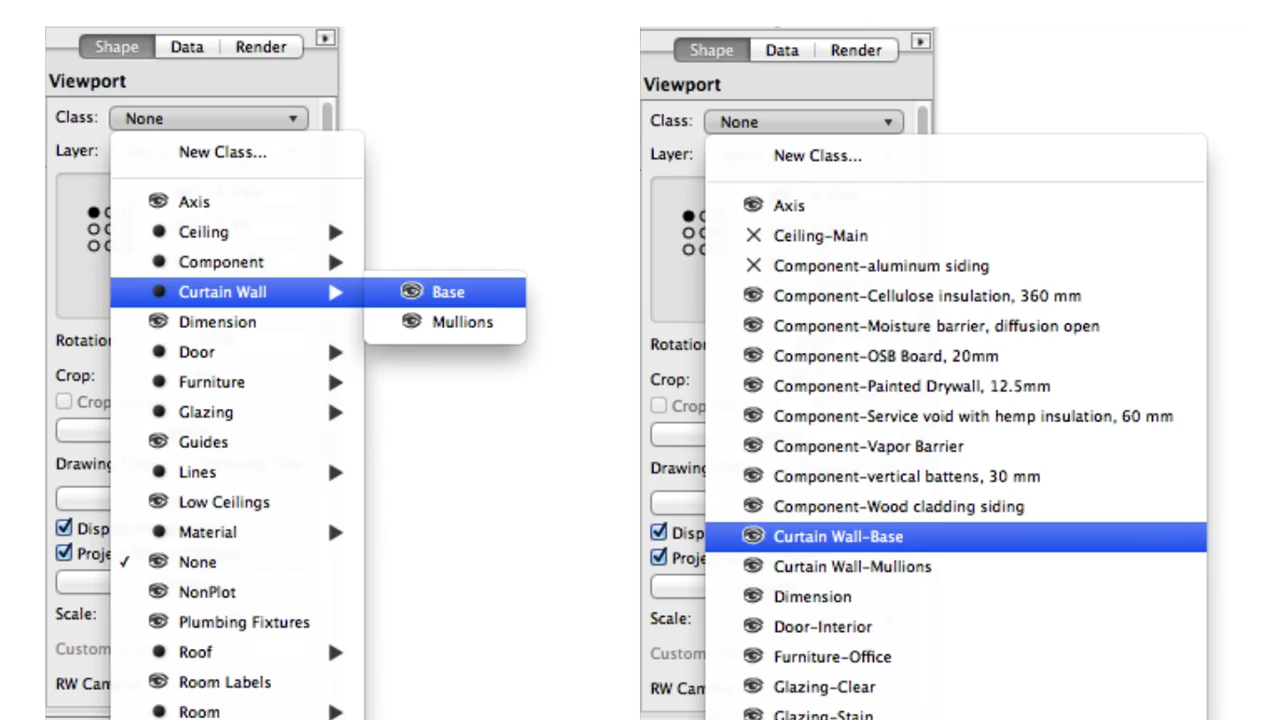 Shape Data Render
Viewport
Class: None
Layer:
New Class...
Axis
Ceiling
Component
Curtain Wall
Base
Dimension
Mullions
Rotatio
Door
Crop:
Furniture
Crop
Glazing
Guides
Drawing
Lines
Low Ceilings
Disp
Material
Proje
✓ None
NonPlot
Scale:
Plumbing Fixtures
Custom
Roof
RW Cam
Room Labels
Room
Shape Data Render
Viewport
Class: None
Layer:
New Class...
Axis
Ceiling-Main
Component-aluminum siding
Component-Cellulose insulation, 360 mm
Component-Moisture barrier, diffusion open
Rotatio
Component-OSB Board, 20mm
Crop:
Component-Painted Drywall, 12.5mm
Crop
Component-Service void with hemp insulation, 60 mm
Component-Vapor Barrier
Drawing
Component-vertical battens, 30 mm
Component-Wood cladding siding
Disp
Curtain Wall-Base
Proje
Curtain Wall-Mullions
Dimension
Scale:
Door-Interior
Custom
Furniture-Office
RW Cam
Glazing-Clear
Glazing-Stain